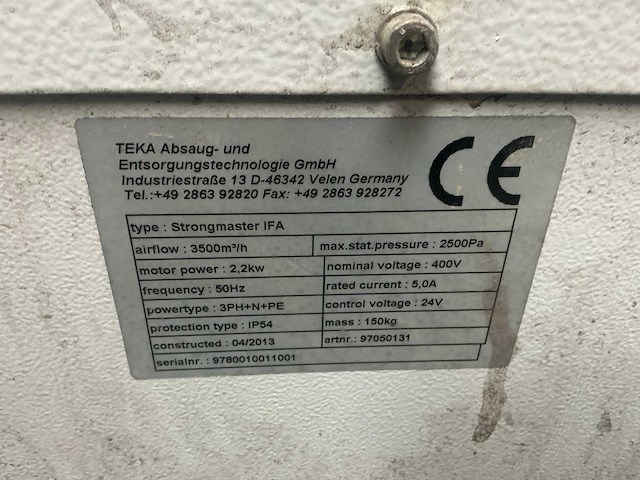 TEKA Absaug- und
Entsorgungstechnologie GmbH
Industriestraße 13 D-46342 Velen Germany
Tel.:+49 2863 92820 Fax: +49 2863 928272
CE
type : Strongmaster IFA
airflow : 3500m³/h max.stat.pressure : 2500Pa
motor power : 2,2kw nominal voltage : 400V
frequency : 50Hz rated current : 5,0A
powertype : 3PH+N+PE control voltage : 24V
protection type : IP54 mass : 150kg
constructed : 04/2013 artnr.: 97050131
serialnr. : 9780010011001